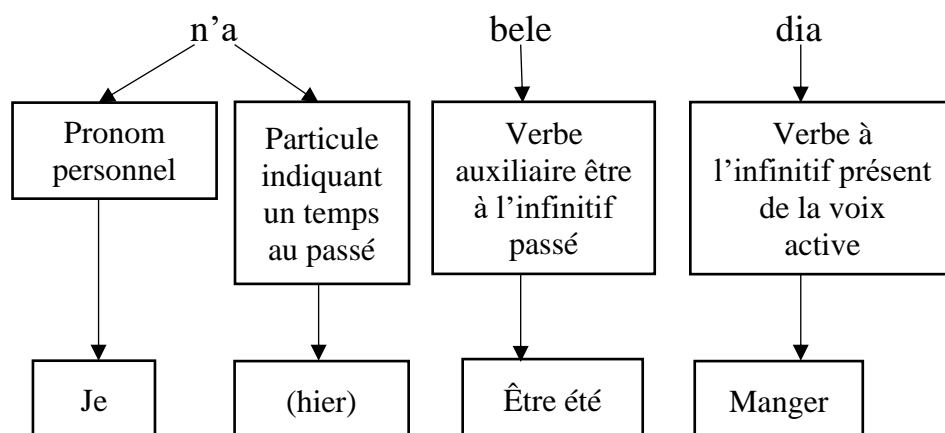 n’a bele dia
Pronom
personnel
Particule
indiquant
un temps
au passé
Verbe
auxiliaire être
à l’infinitif
passé
Verbe à
l’infinitif présent
de la voix
active
Je
(hier)
Être été
Manger